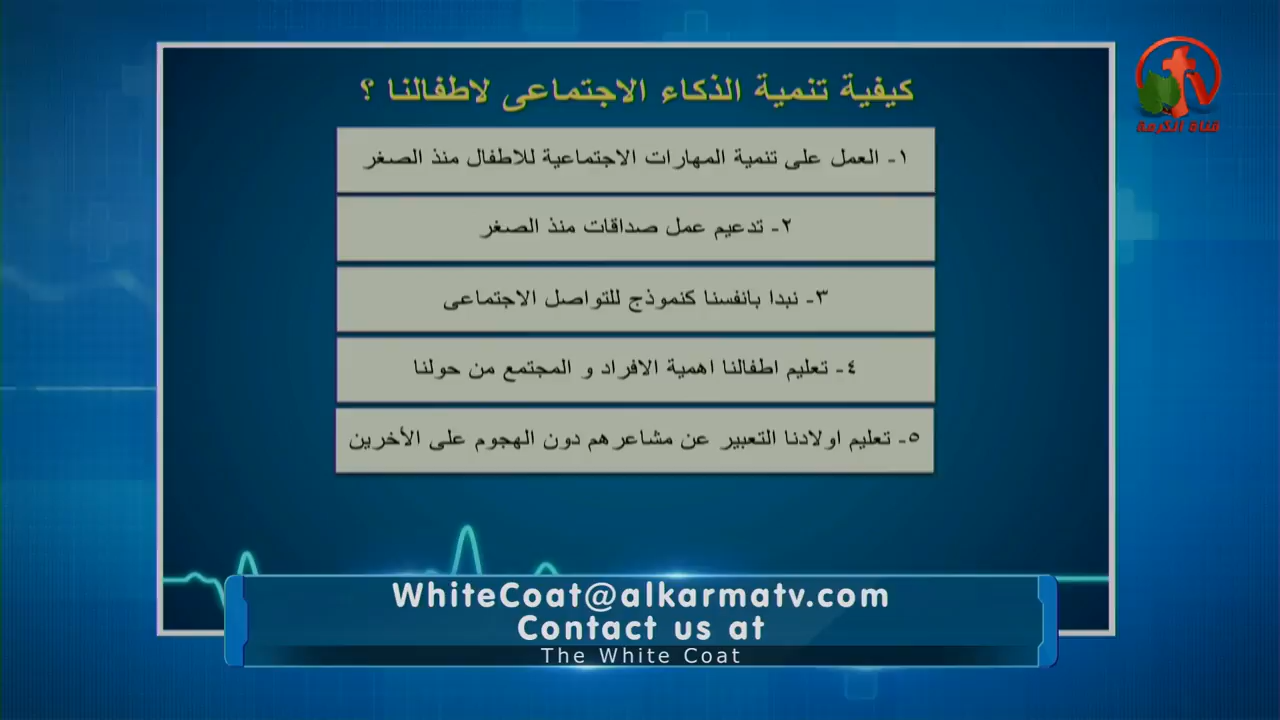 كيفية تنمية الذكاء الاجتماعى لاطفالنا ؟
قناة الكرمة
١- العمل على تنمية المهارات الاجتماعية للاطفال منذ الصغر
٢- تدعيم عمل صداقات منذ الصغر
٣- نبدا بانفسنا كنموذج للتواصل الاجتماعى
٤- تعليم اطفالنا اهمية الافراد و المجتمع من حولنا
٥- تعليم اولادنا التعبير عن مشاعرهم دون الهجوم على الأخرين
WhiteCoat@alkarmatv.com
Contact us at
The White Coat